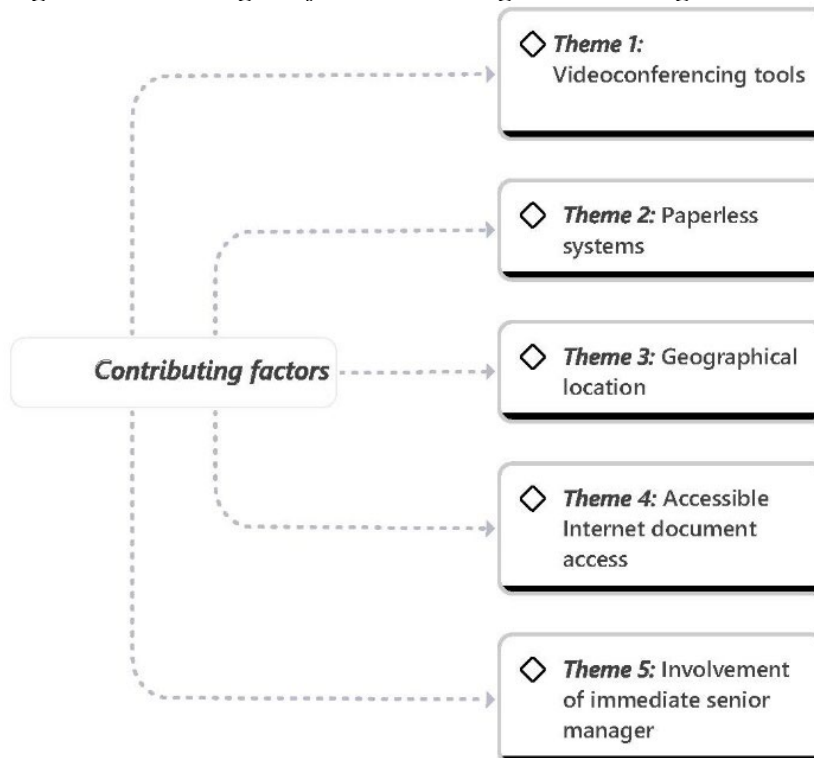 Theme 1:
Videoconferencing tools
Theme 2: Paperless
systems
Contributing factors
Theme 3: Geographical
location
Theme 4: Accessible
Internet document
access
Theme 5: Involvement
of immediate senior
manager